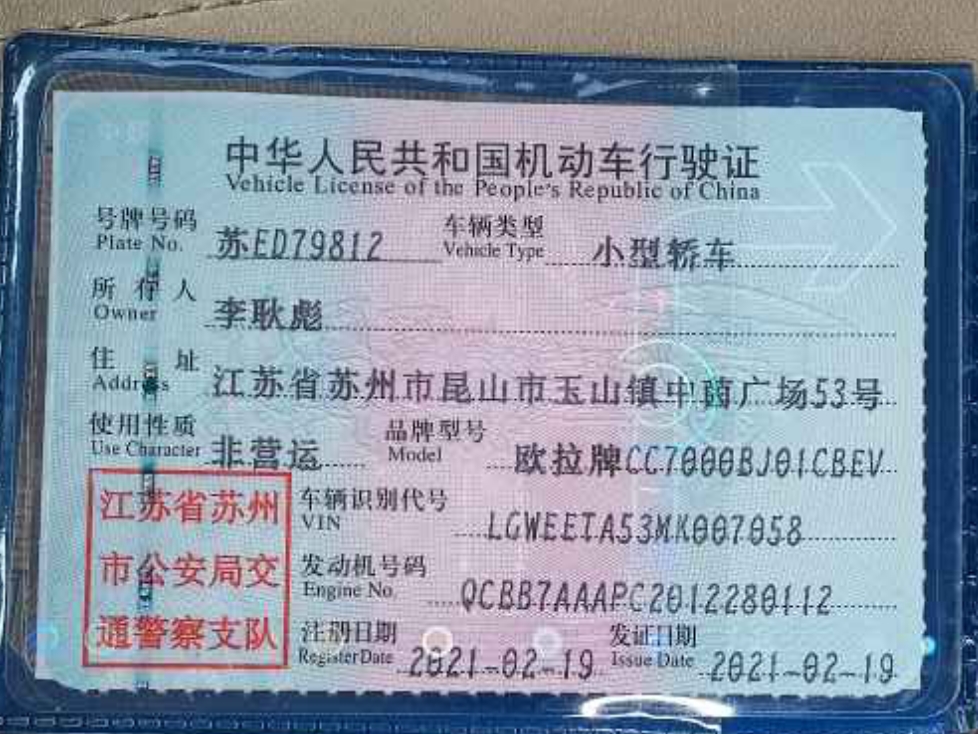 中华人民共和国机动车行驶证
Vehicle License of the People's Republic of China
号牌号码 苏ED79812 车辆类型 小型轿车
Plate No. Vehicle Type
所有人 李耿彪
Owner
住址 江苏省苏州市昆山市玉山镇中茵广场53号
Address
使用性质 非营运 品牌型号 欧拉牌CC7000BJ01CBEV
Use Character Model
江苏省苏州 车辆识别代号 LGWEETA53MK007058
VIN
市公安局交 发动机号码 QCBB7AAAPC2012280112
Engine No.
通警察支队 注册日期 2021-02-19 发证日期 2021-02-19
Register Date Issue Date